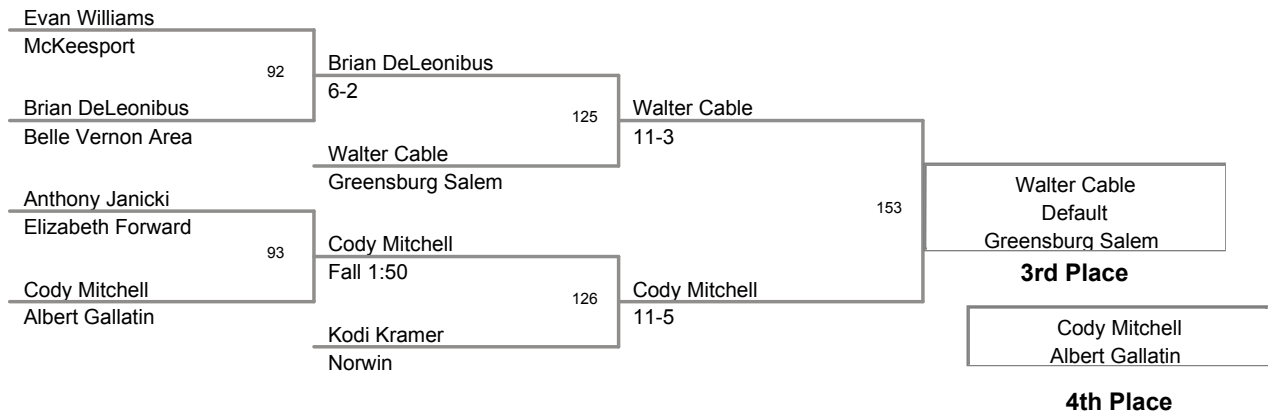 Evan Williams
McKeesport
92
Brian DeLeonibus
Belle Vernon Area
Brian DeLeonibus
6-2
125
Walter Cable
Greensburg Salem
Walter Cable
11-3
Anthony Janicki
Elizabeth Forward
93
Cody Mitchell
Albert Gallatin
Cody Mitchell
Fall 1:50
126
Kodi Kramer
Norwin
Cody Mitchell
11-5
153
Walter Cable
Default
Greensburg Salem
3rd Place
Cody Mitchell
Albert Gallatin
4th Place